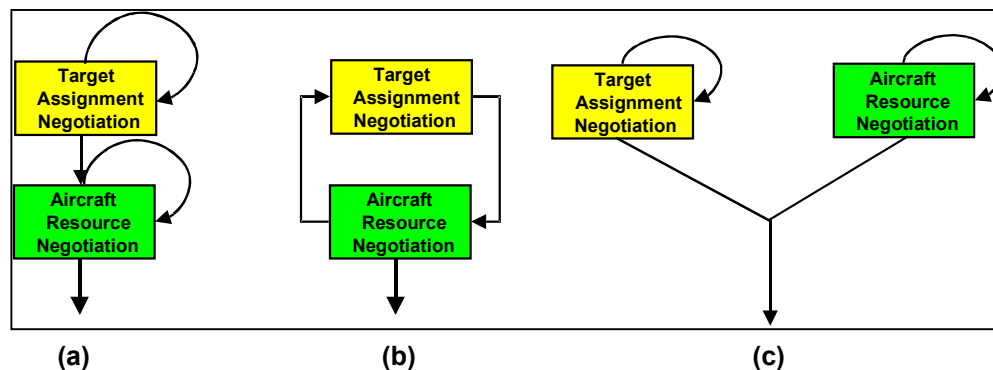 Target
Assignment
Negotiation
Aircraft
Resource
Negotiation
Target
Assignment
Negotiation
Aircraft
Resource
Negotiation
Target
Assignment
Negotiation
Aircraft
Resource
Negotiation
(a)
(b)
(c)